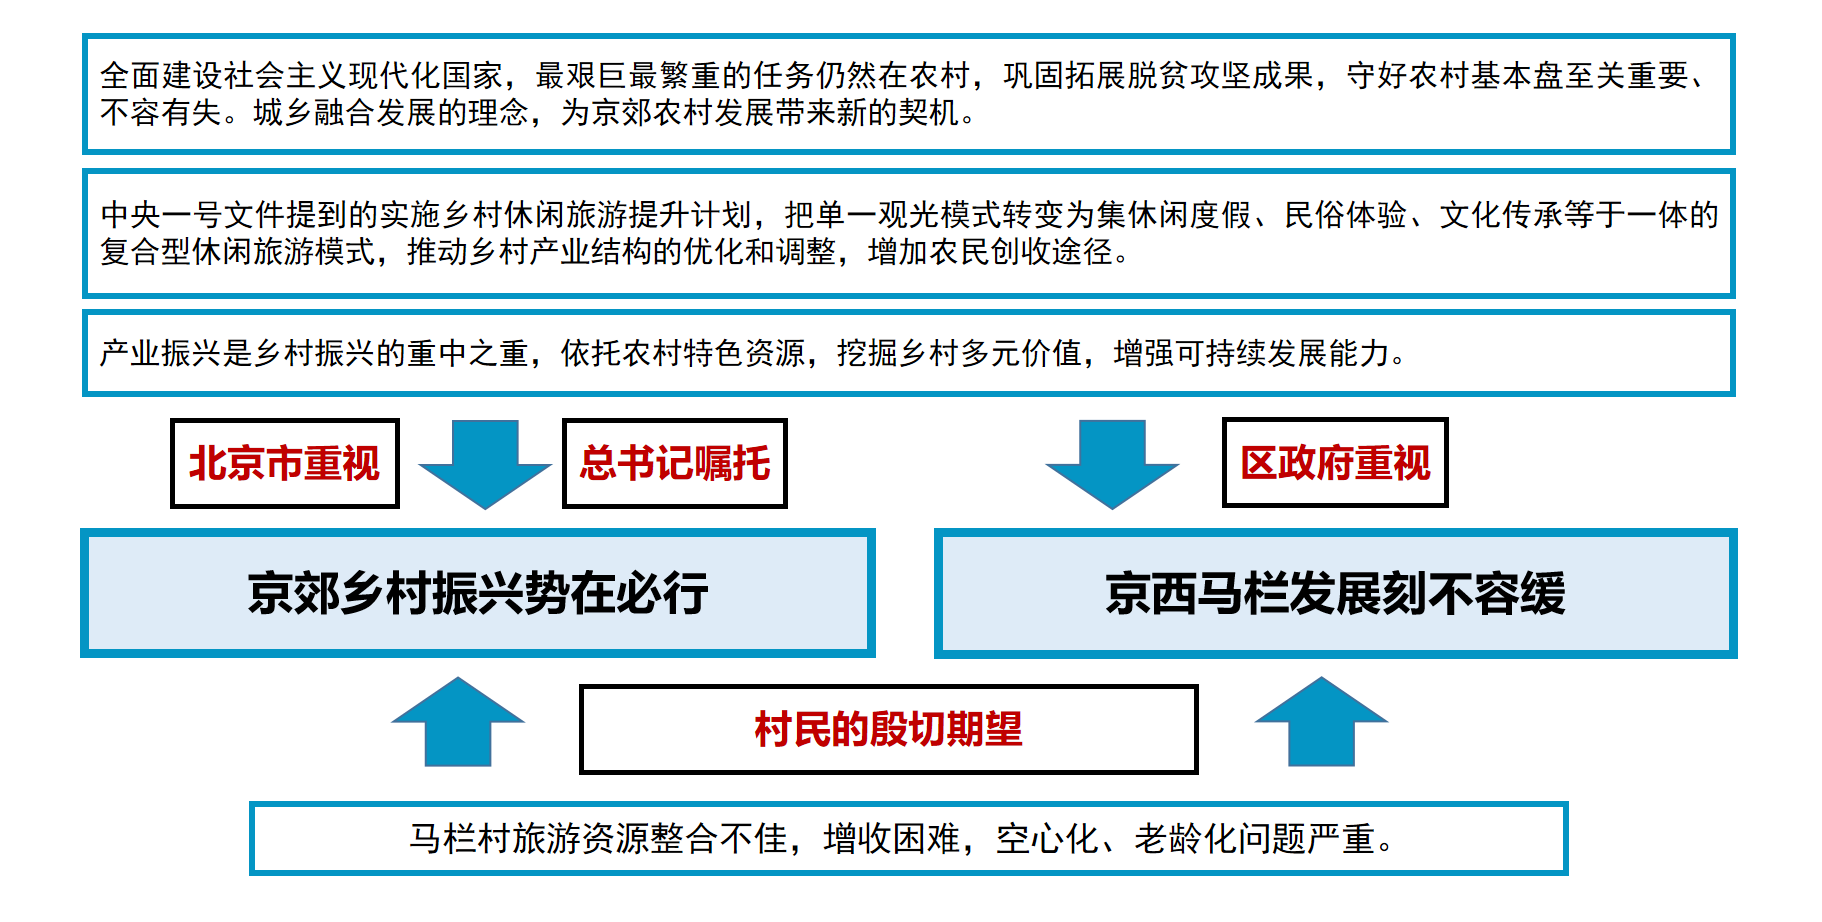 全面建设社会主义现代化国家，最艰巨最繁重的任务仍然在农村，巩固拓展脱贫攻坚成果，守好农村基本盘至关重要、
不容有失。城乡融合发展的理念，为京郊农村发展带来新的契机。
中央一号文件提到的实施乡村休闲旅游提升计划，把单一观光模式转变为集休闲度假、民俗体验、文化传承等于一体的
复合型休闲旅游模式，推动乡村产业结构的优化和调整，增加农民创收途径。
产业振兴是乡村振兴的重中之重，依托农村特色资源，挖掘乡村多元价值，增强可持续发展能力。
北京市重视
总书记嘱托
区政府重视
京郊乡村振兴势在必行
京西马栏发展刻不容缓
村民的殷切期望
马栏村旅游资源整合不佳，增收困难，空心化、老龄化问题严重。